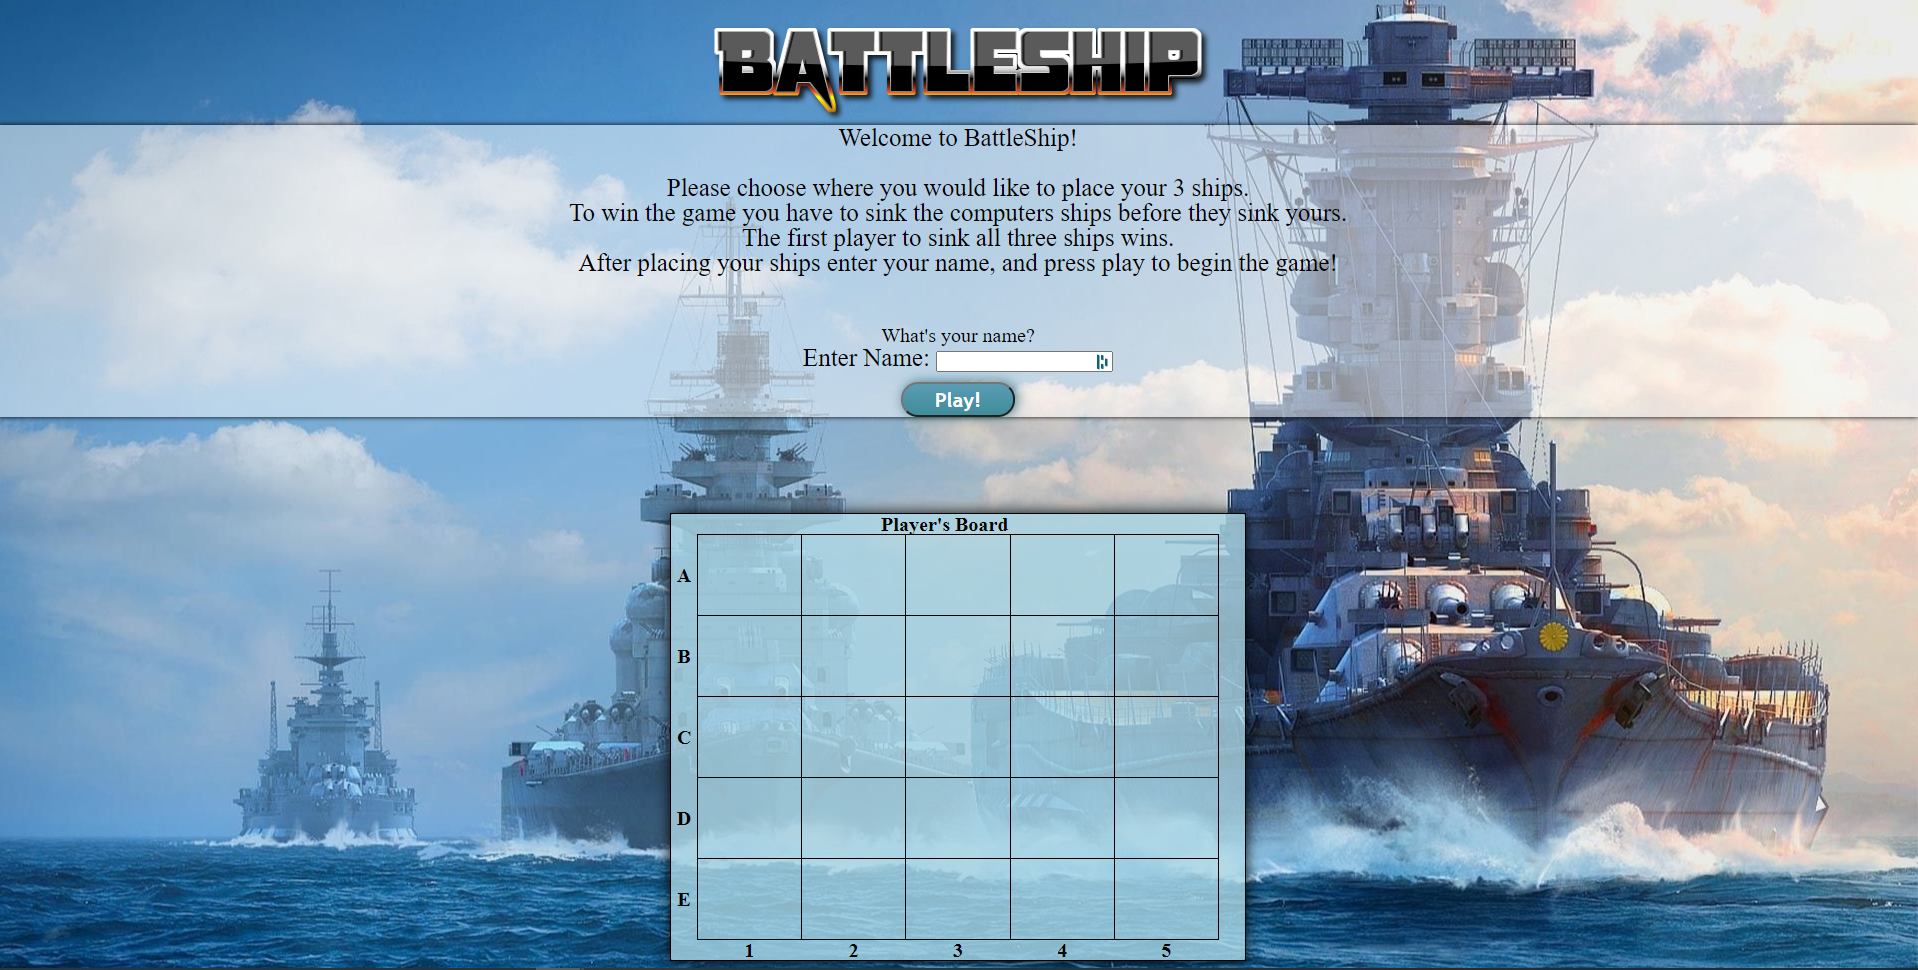 BATTLESHIP
Welcome to BattleShip!
Please choose where you would like to place your 3 ships.
To win the game you have to sink the computers ships before they sink yours.
The first player to sink all three ships wins.
After placing your ships enter your name, and press play to begin the game!
What's your name?
Enter Name:
Play!
Player's Board
A
B
C
D
E
1 2 3 4 5